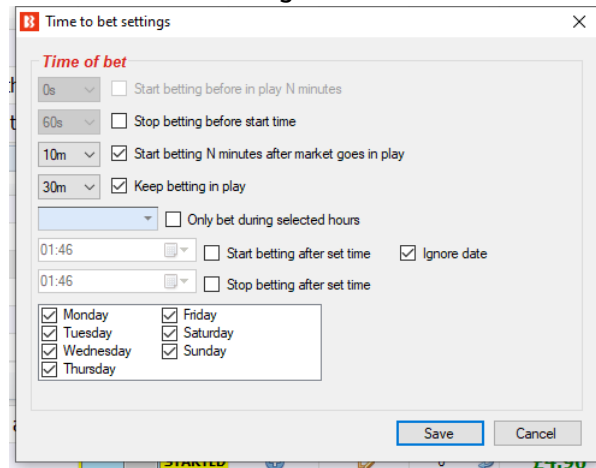 Time to bet settings
Time of bet
0s Start betting before in play N minutes
60s Stop betting before start time
10m Start betting N minutes after market goes in play
30m Keep betting in play
Only bet during selected hours
01:46 Start betting after set time Ignore date
01:46 Stop betting after set time
Monday Friday
Tuesday Saturday
Wednesday Sunday
Thursday
Save Cancel
STARTED